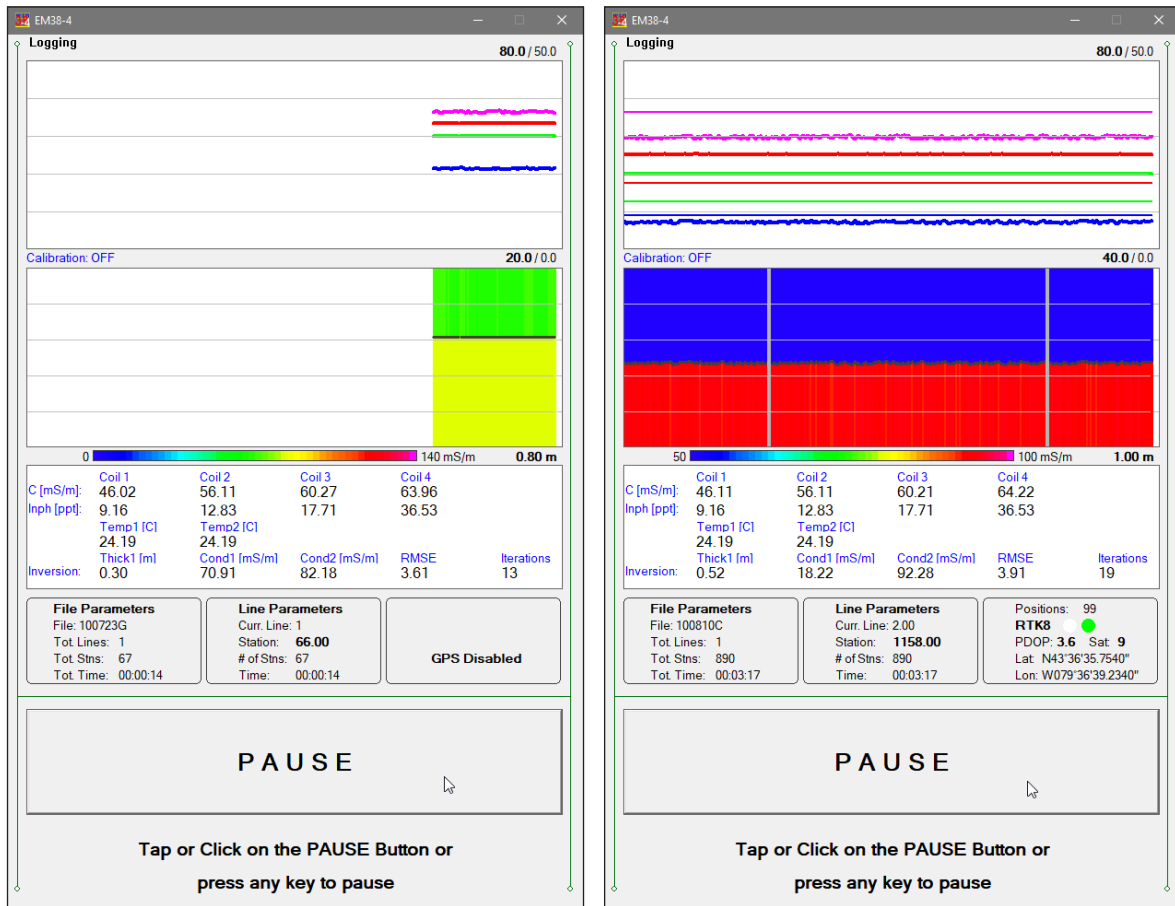 EM38-4
Logging
80.0 / 50.0
Calibration: OFF
20.0 / 0.0
0 140 mS/m 0.80 m
Coil 1 Coil 2 Coil 3 Coil 4
C [mS/m]: 46.02 56.11 60.27 63.96
Inph [ppt]: 9.16 12.83 17.71 36.53
Temp1 [C] Temp2 [C]
24.19 24.19
Thick1 [m] Cond1 [mS/m] Cond2 [mS/m] RMSE Iterations
Inversion: 0.30 70.91 82.18 3.61 13
File Parameters
File: 100723G
Tot. Lines: 1
Tot. Stns: 67
Tot. Time: 00:00:14
Line Parameters
Curr. Line: 1
Station: 66.00
# of Stns: 67
Time: 00:00:14
GPS Disabled
PAUSE
Tap or Click on the PAUSE Button or
press any key to pause
EM38-4
Logging
80.0 / 50.0
Calibration: OFF
40.0 / 0.0
50 100 mS/m 1.00 m
Coil 1 Coil 2 Coil 3 Coil 4
C [mS/m]: 46.11 56.11 60.21 64.22
Inph [ppt]: 9.16 12.83 17.71 36.53
Temp1 [C] Temp2 [C]
24.19 24.19
Thick1 [m] Cond1 [mS/m] Cond2 [mS/m] RMSE Iterations
Inversion: 0.52 18.22 92.28 3.91 19
File Parameters
File: 100810C
Tot. Lines: 1
Tot. Stns: 890
Tot. Time: 00:03:17
Line Parameters
Curr. Line: 2.00
Station: 1158.00
# of Stns: 890
Time: 00:03:17
Positions: 99
RTK8
PDOP: 3.6 Sat: 9
Lat: N43°36'35.7540"
Lon: W079°36'39.2340"
PAUSE
Tap or Click on the PAUSE Button or
press any key to pause